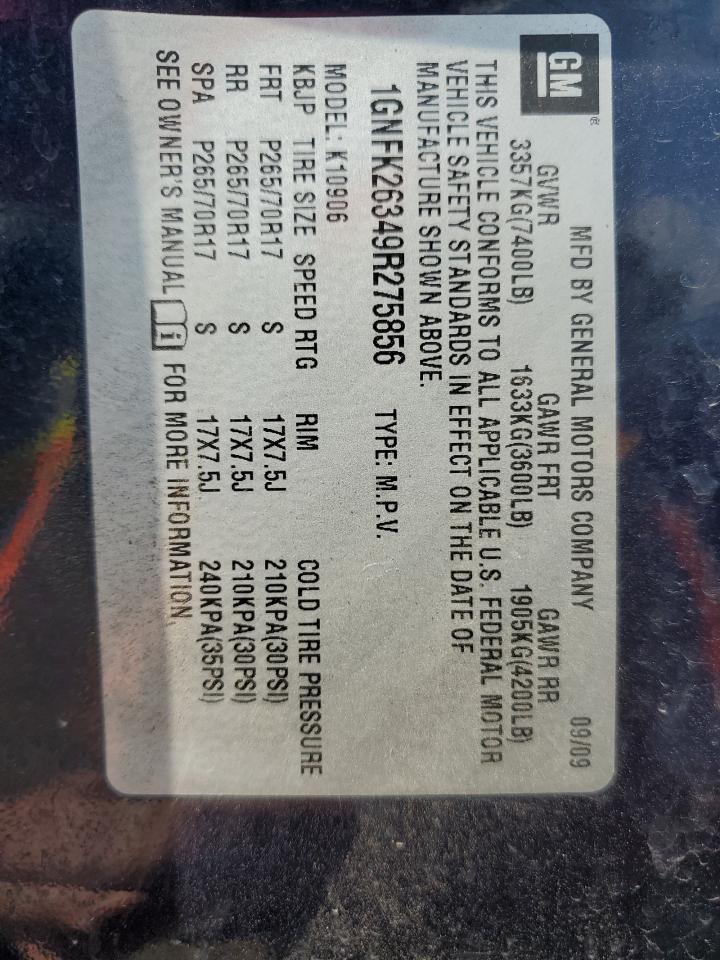 GM®
MFD BY GENERAL MOTORS COMPANY 09/09
GVWR GAWR FRT GAWR RR
3357KG(7400LB) 1633KG(3600LB) 1905KG(4200LB)
THIS VEHICLE CONFORMS TO ALL APPLICABLE U.S. FEDERAL MOTOR
VEHICLE SAFETY STANDARDS IN EFFECT ON THE DATE OF
MANUFACTURE SHOWN ABOVE.
1GNFK26349R275856 TYPE: M.P.V.
MODEL: K10906
KBJP TIRE SIZE SPEED RTG RIM COLD TIRE PRESSURE
FRT P265/70R17 S 17X7.5J 210KPA(30PSI)
RR P265/70R17 S 17X7.5J 210KPA(30PSI)
SPA P265/70R17 S 17X7.5J 240KPA(35PSI)
SEE OWNER'S MANUAL i FOR MORE INFORMATION.